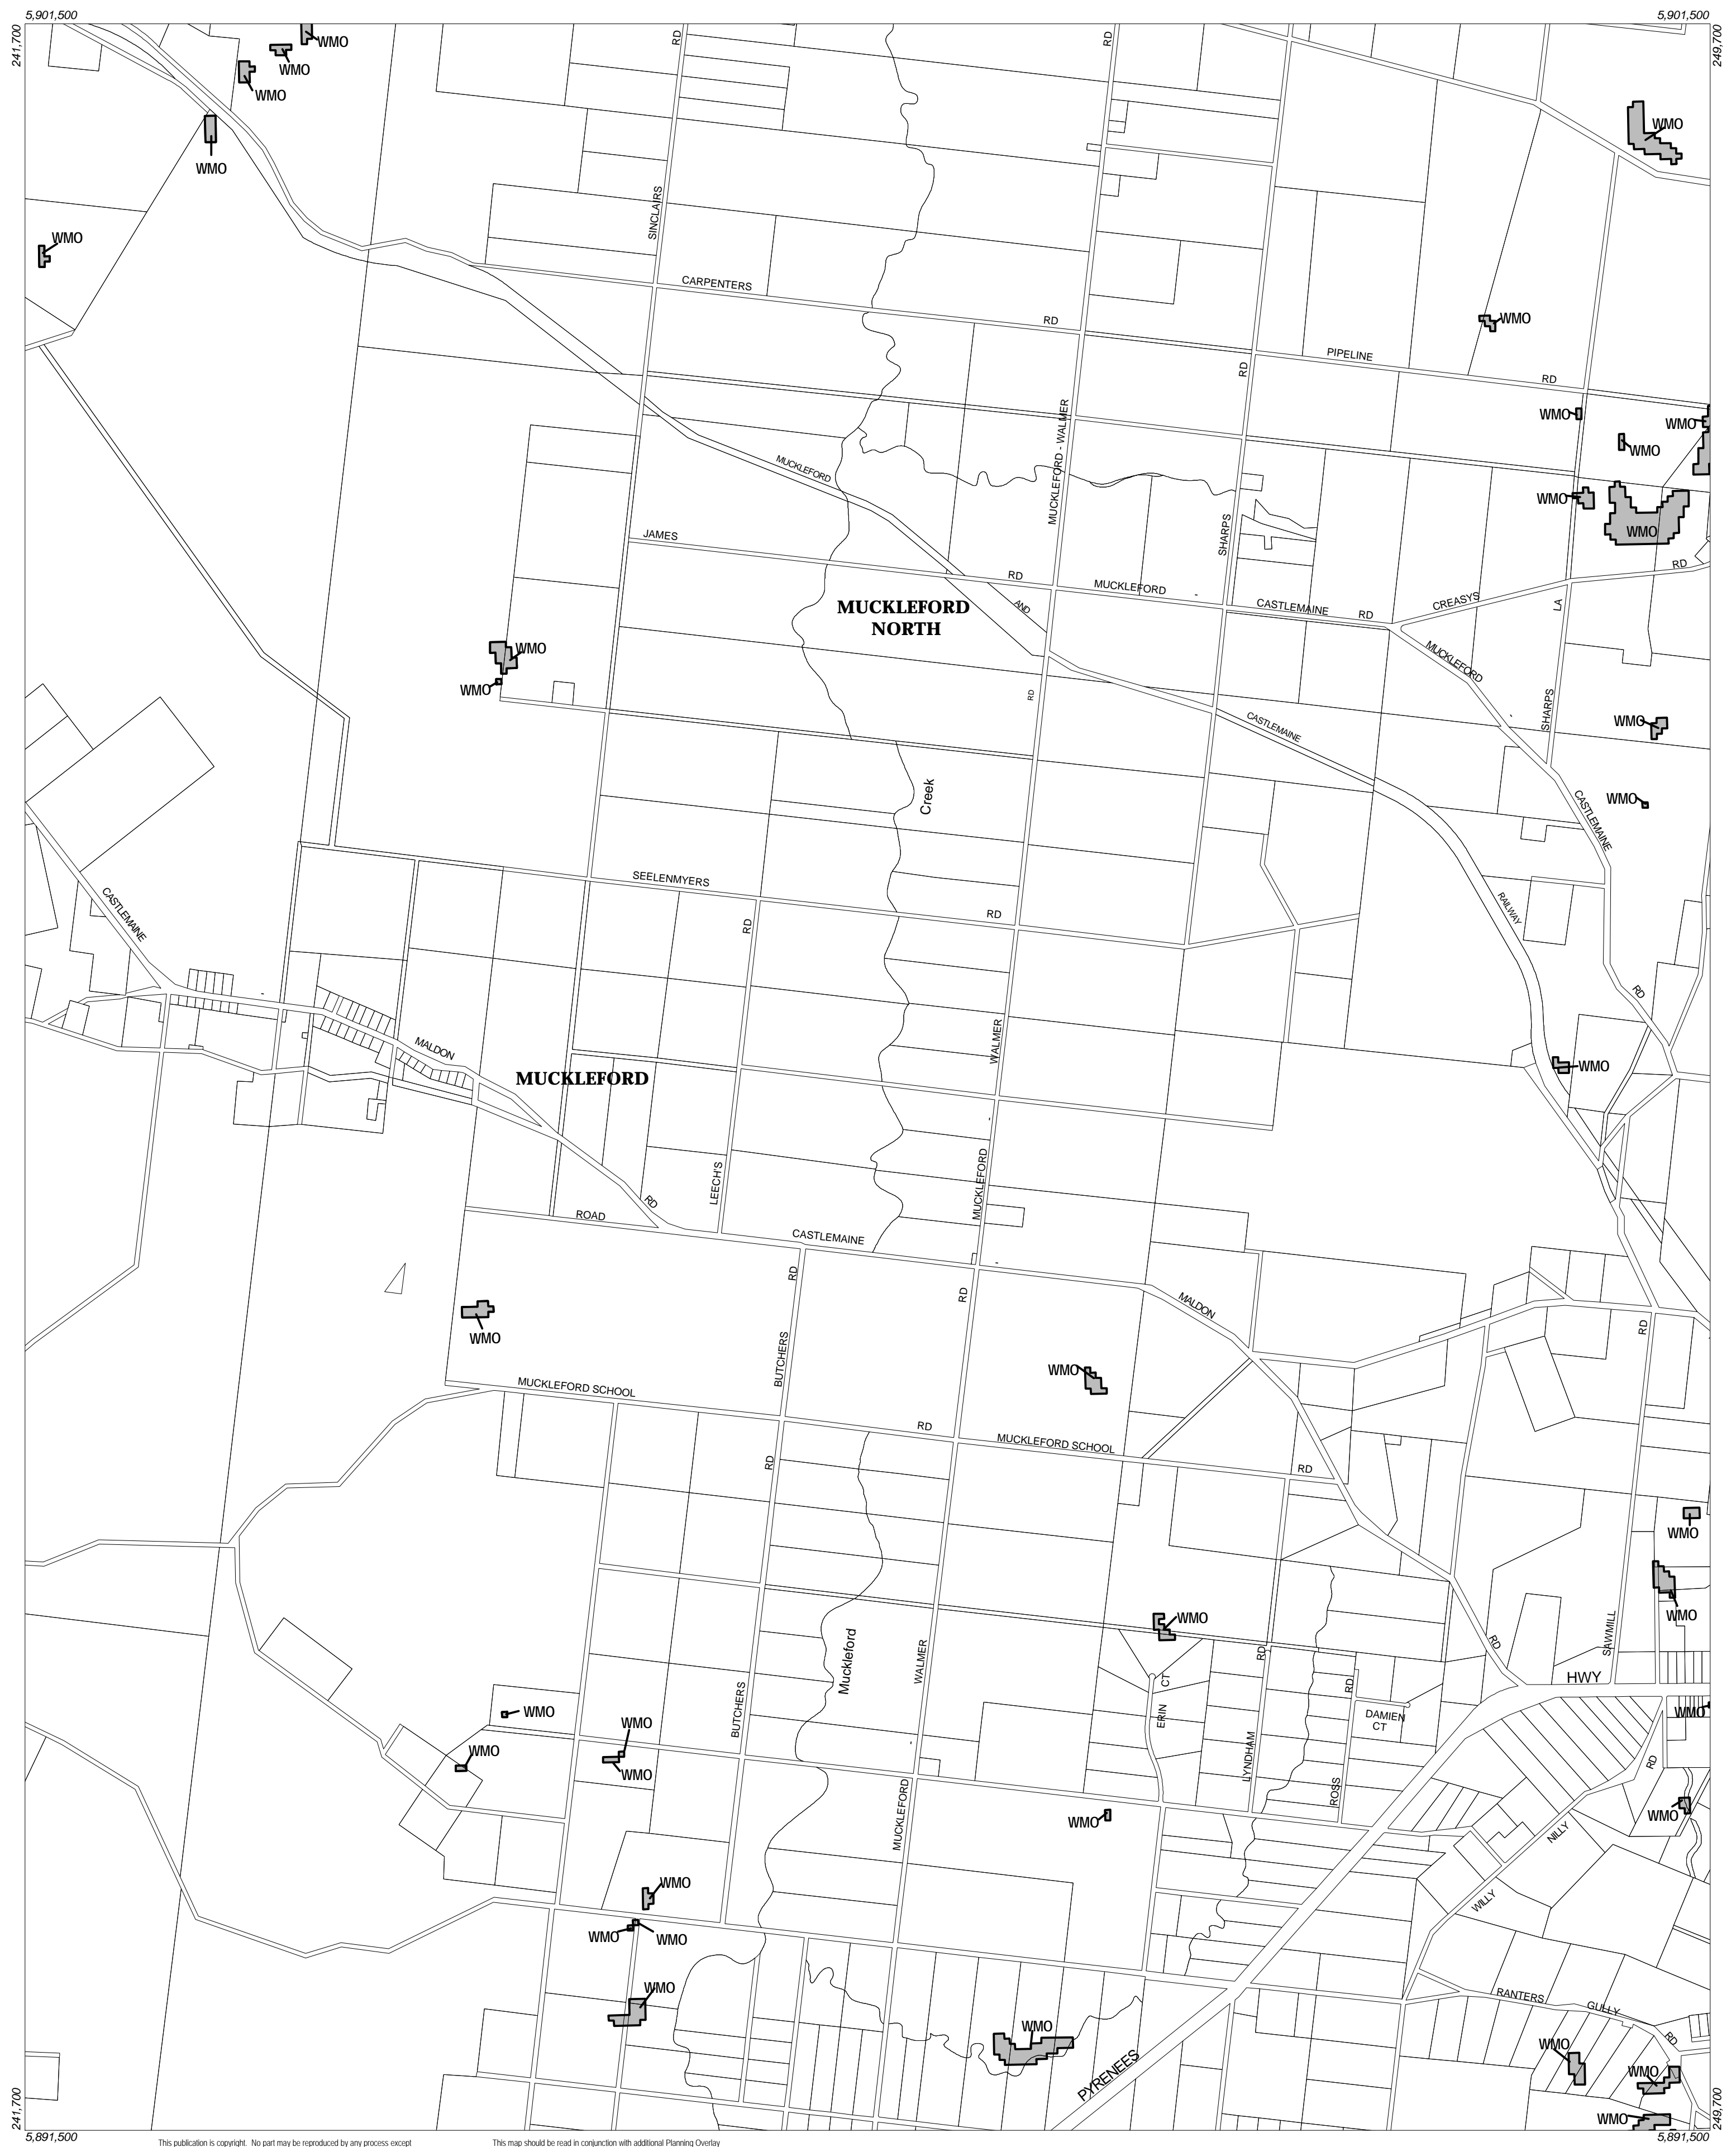 5,901,500
5,901,500
241,700
249,700
RD
RD
WMO
WMO
WMO
WMO
WMO
WMO
SINCLAIRS
CARPENTERS
RD
WMO
PIPELINE
RD
RD
WMO
WMO
WMO
MUCKLEFORD - WALMER
MUCKLEFORD
WMO
WMO
SHARPS
JAMES
RD
RD
MUCKLEFORD
-
CASTLEMAINE
RD
CREASYS
LA
AND
MUCKLEFORD
NORTH
WMO
WMO
MUCKLEFORD
RD
SHARPS
WMO
CASTLEMAINE
Creek
WMO
CASTLEMAINE
SEELENMYERS
RD
RD
CASTLEMAINE
RAILWAY
RD
-
MALDON
WALMER
MUCKLEFORD
WMO
LEECH'S
MUCKLEFORD
RD
ROAD
CASTLEMAINE
-
RD
RD
MALDON
WMO
BUTCHERS
RD
WMO
MUCKLEFORD SCHOOL
RD
MUCKLEFORD SCHOOL
RD
RD
WMO
WMO
WMO
SAWMILL
Muckleford
WALMER
RD
RD
HWY
CT
RD
ERIN
DAMIEN
CT
WMO
WMO
WMO
BUTCHERS
WMO
WMO
LYNDHAM
ROSS
RD
MUCKLEFORD
WMO
WMO
NILLY
WILLY
WMO
WMO
WMO
WMO
RANTERS
GULLY
RD
WMO
WMO
WMO
PYRENEES
WMO
241,700
249,700
5,891,500
5,891,500
This publication is copyright. No part may be reproduced by any process except
This map should be read in conjunction with additional Planning Overlay